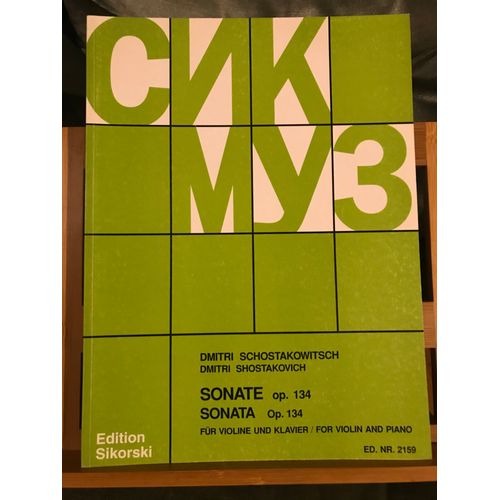 СИК
МУЗ
DMITRI SCHOSTAKOWITSCH
DMITRI SHOSTAKOVICH
SONATE op. 134
SONATA Op. 134
FÜR VIOLINE UND KLAVIER / FOR VIOLIN AND PIANO
Edition
Sikorski
ED. NR. 2159